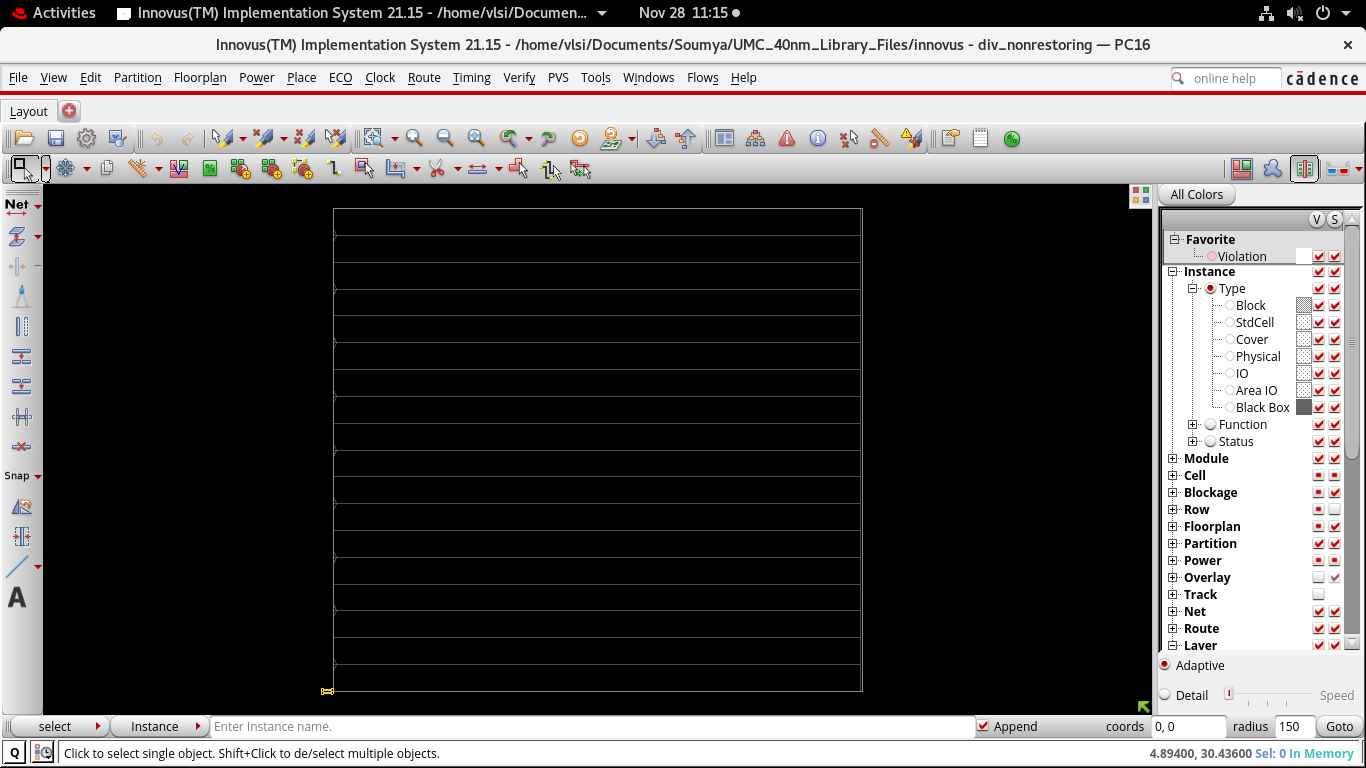 Activities Innovus(TM) Implementation System 21.15 - /home/vlsi/Documen... Nov 28 11:15
Innovus(TM) Implementation System 21.15 - /home/vlsi/Documents/Soumya/UMC_40nm_Library_Files/innovus - div_nonrestoring — PC16
File View Edit Partition Floorplan Power Place ECO Clock Route Timing Verify PVS Tools Windows Flows Help online help cādence
Layout
All Colors
Net
V S
Favorite
Violation
Instance
Type
Block
StdCell
Cover
Physical
IO
Area IO
Black Box
Function
Status
Module
Cell
Snap
Blockage
Row
Floorplan
Partition
Power
Overlay
Track
A
Net
Route
Layer
Adaptive
Detail Speed
select Instance Enter Instance name. Append coords 0, 0 radius 150 Goto
Q Click to select single object. Shift+Click to de/select multiple objects. 4.89400, 30.43600 Sel: 0 In Memory